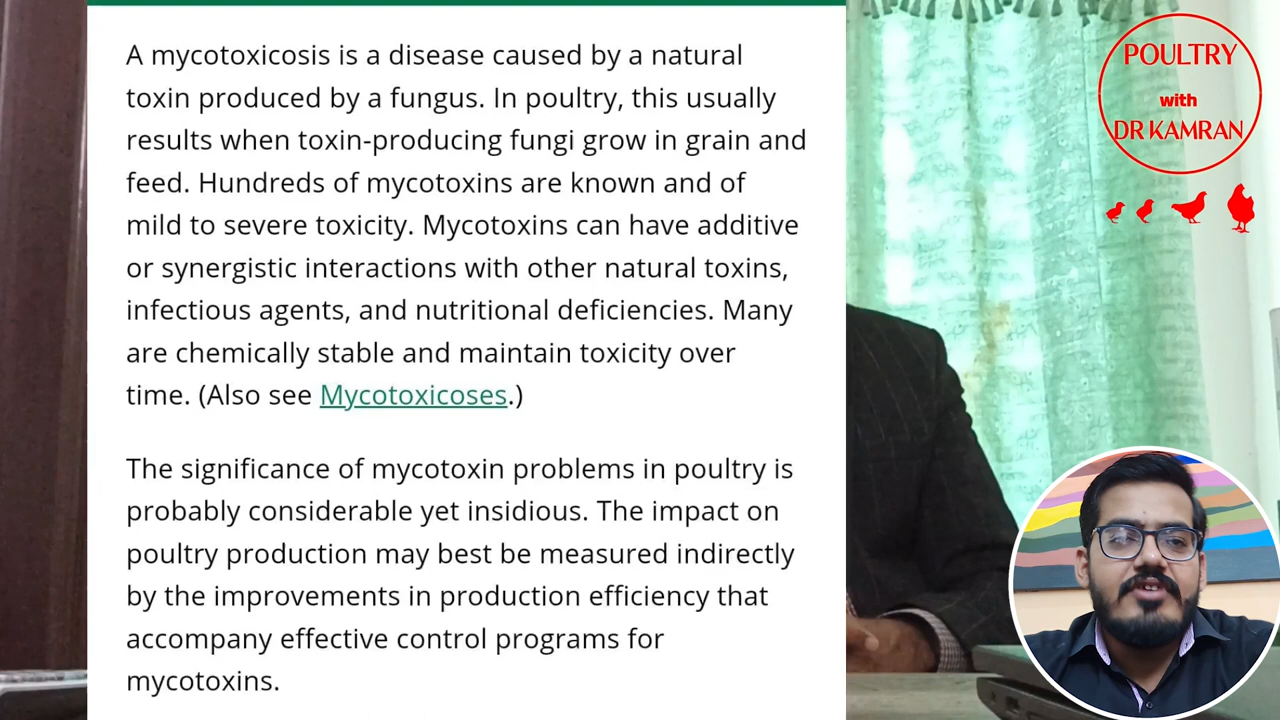 A mycotoxicosis is a disease caused by a natural
toxin produced by a fungus. In poultry, this usually
results when toxin-producing fungi grow in grain and
feed. Hundreds of mycotoxins are known and of
mild to severe toxicity. Mycotoxins can have additive
or synergistic interactions with other natural toxins,
infectious agents, and nutritional deficiencies. Many
are chemically stable and maintain toxicity over
time. (Also see Mycotoxicoses.)
The significance of mycotoxin problems in poultry is
probably considerable yet insidious. The impact on
poultry production may best be measured indirectly
by the improvements in production efficiency that
accompany effective control programs for
mycotoxins.
POULTRY
with
DR KAMRAN